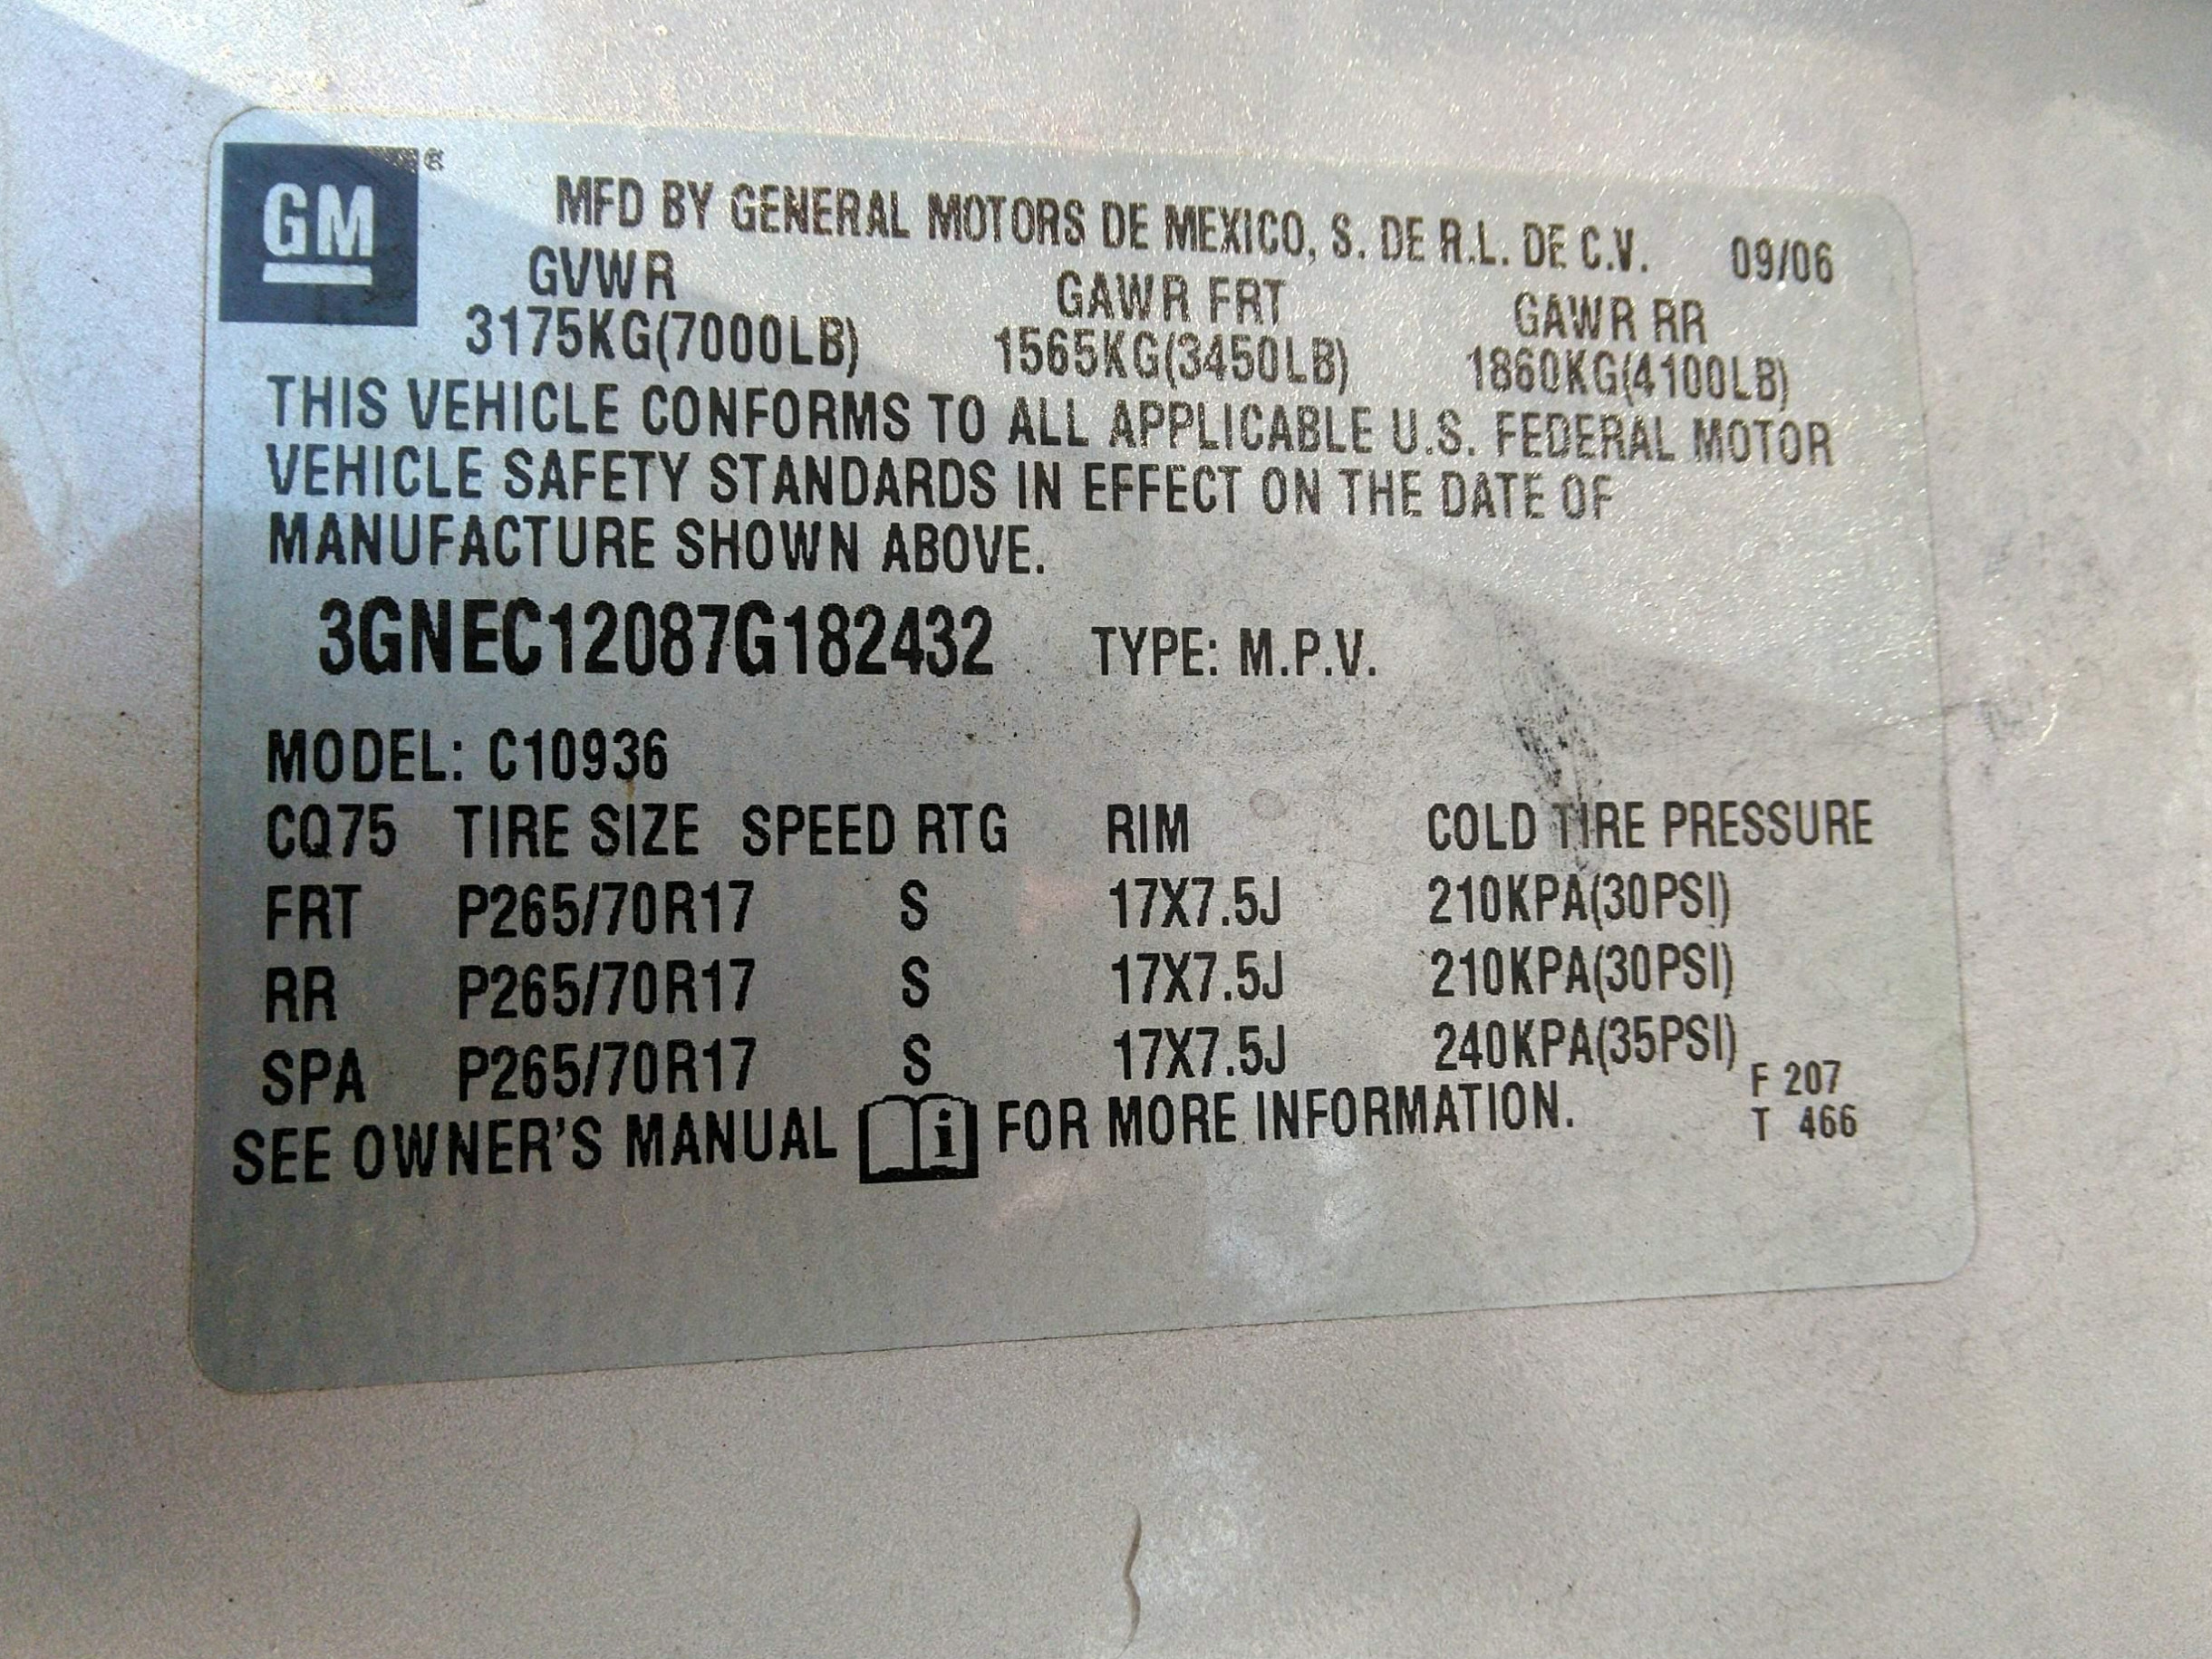 GM ®
MFD BY GENERAL MOTORS DE MEXICO, S. DE R.L. DE C.V. 09/06
GVWR GAWR FRT GAWR RR
3175KG(7000LB) 1565KG(3450LB) 1860KG(4100LB)
THIS VEHICLE CONFORMS TO ALL APPLICABLE U.S. FEDERAL MOTOR
VEHICLE SAFETY STANDARDS IN EFFECT ON THE DATE OF
MANUFACTURE SHOWN ABOVE.
3GNEC12087G182432 TYPE: M.P.V.
MODEL: C10936
CQ75 TIRE SIZE SPEED RTG RIM COLD TIRE PRESSURE
FRT P265/70R17 S 17X7.5J 210KPA(30PSI)
RR P265/70R17 S 17X7.5J 210KPA(30PSI)
SPA P265/70R17 S 17X7.5J 240KPA(35PSI)
SEE OWNER'S MANUAL i FOR MORE INFORMATION.
F 207
T 466